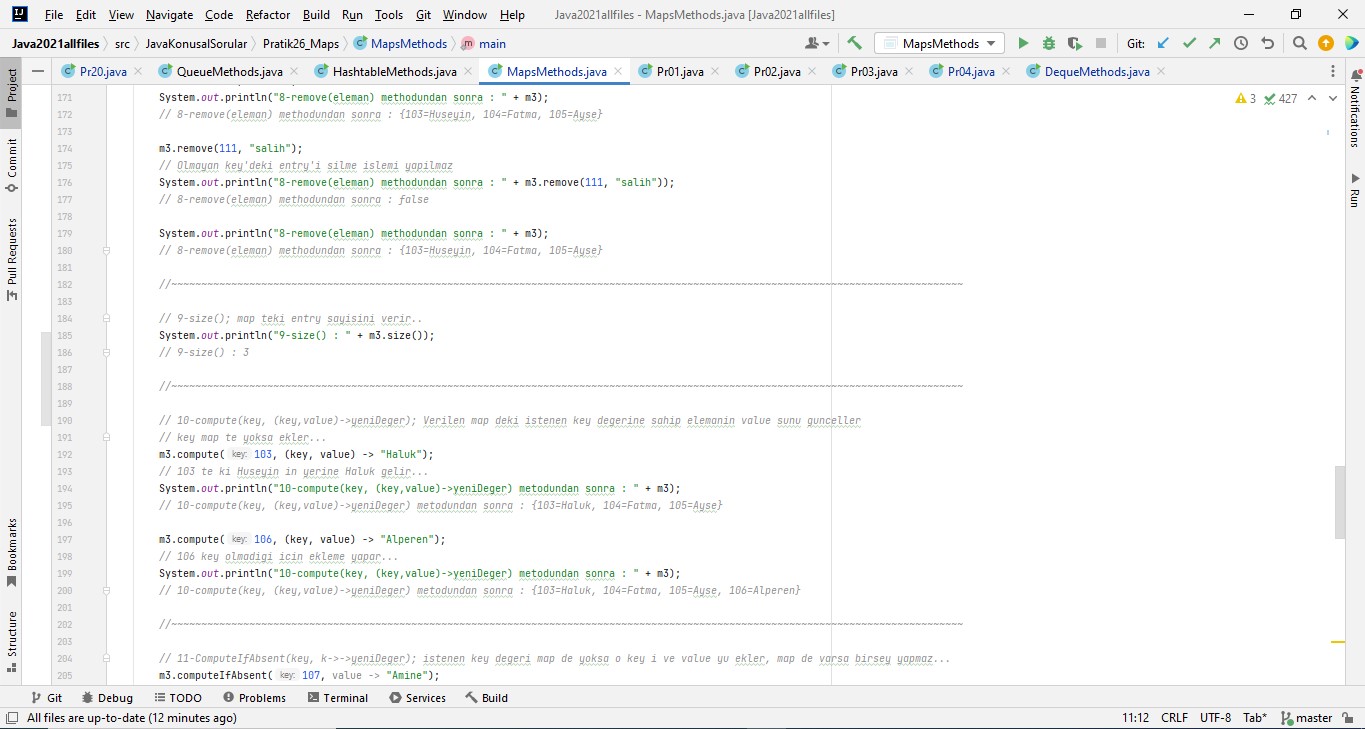 File Edit View Navigate Code Refactor Build Run Tools Git Window Help Java2021allfiles - MapsMethods.java [Java2021allfiles]
Java2021allfiles src JavaKonusalSorular Pratik26_Maps MapsMethods main MapsMethods Git:
Pr20.java QueueMethods.java HashtableMethods.java MapsMethods.java Pr01.java Pr02.java Pr03.java Pr04.java DequeMethods.java
Project
Commit
Pull Requests
Bookmarks
Structure
Notifications
Run
3 427
171 System.out.println("8-remove(eleman) methodundan sonra : " + m3);
172 // 8-remove(eleman) methodundan sonra : {103=Huseyin, 104=Fatma, 105=Ayse}
173
174 m3.remove(111, "salih");
175 // Olmayan key'deki entry'i silme islemi yapilmaz
176 System.out.println("8-remove(eleman) methodundan sonra : " + m3.remove(111, "salih"));
177 // 8-remove(eleman) methodundan sonra : false
178
179 System.out.println("8-remove(eleman) methodundan sonra : " + m3);
180 // 8-remove(eleman) methodundan sonra : {103=Huseyin, 104=Fatma, 105=Ayse}
181
182 //~~~~~~~~~~~~~~~~~~~~~~~~~~~~~~~~~~~~~~~~~~~~~~~~~~~~~~~~~~~~~~~~~~~~~~~~~~~~~~~~~~~~~~~~~~~~~~~~~~~~~~~~~~~~~~~~~~~~~~~~~~~~~~~~~~~~
183
184 // 9-size(); map teki entry sayisini verir..
185 System.out.println("9-size() : " + m3.size());
186 // 9-size() : 3
187
188 //~~~~~~~~~~~~~~~~~~~~~~~~~~~~~~~~~~~~~~~~~~~~~~~~~~~~~~~~~~~~~~~~~~~~~~~~~~~~~~~~~~~~~~~~~~~~~~~~~~~~~~~~~~~~~~~~~~~~~~~~~~~~~~~~~~~~
189
190 // 10-compute(key, (key,value)->yeniDeger); Verilen map deki istenen key degerine sahip elemanin value sunu gunceller
191 // key map te yoksa ekler...
192 m3.compute( key: 103, (key, value) -> "Haluk");
193 // 103 te ki Huseyin in yerine Haluk gelir...
194 System.out.println("10-compute(key, (key,value)->yeniDeger) metodundan sonra : " + m3);
195 // 10-compute(key, (key,value)->yeniDeger) metodundan sonra : {103=Haluk, 104=Fatma, 105=Ayse}
196
197 m3.compute( key: 106, (key, value) -> "Alperen");
198 // 106 key olmadigi icin ekleme yapar...
199 System.out.println("10-compute(key, (key,value)->yeniDeger) metodundan sonra : " + m3);
200 // 10-compute(key, (key,value)->yeniDeger) metodundan sonra : {103=Haluk, 104=Fatma, 105=Ayse, 106=Alperen}
201
202 //~~~~~~~~~~~~~~~~~~~~~~~~~~~~~~~~~~~~~~~~~~~~~~~~~~~~~~~~~~~~~~~~~~~~~~~~~~~~~~~~~~~~~~~~~~~~~~~~~~~~~~~~~~~~~~~~~~~~~~~~~~~~~~~~~~~~
203
204 // 11-ComputeIfAbsent(key, k->->yeniDeger); istenen key degeri map de yoksa o key i ve value yu ekler, map de varsa birsey yapmaz...
205 m3.computeIfAbsent( key: 107, value -> "Amine");
Git Debug TODO Problems Terminal Services Build
All files are up-to-date (12 minutes ago) 11:12 CRLF UTF-8 Tab* master